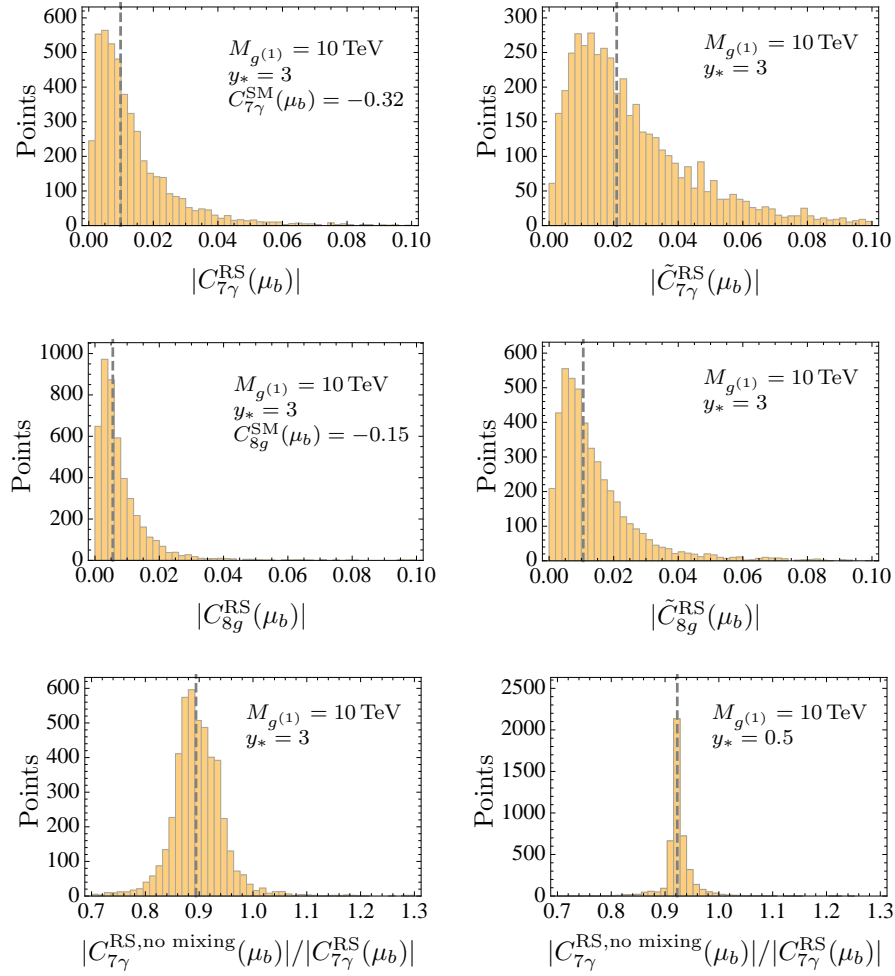 600
500
400
300
200
100
0
Points
M_{g^{(1)}} = 10 TeV
y_* = 3
C_{7γ}^{SM}(μ_b) = −0.32
0.00 0.02 0.04 0.06 0.08 0.10
|C_{7γ}^{RS}(μ_b)|
300
250
200
150
100
50
0
Points
M_{g^{(1)}} = 10 TeV
y_* = 3
0.00 0.02 0.04 0.06 0.08 0.10
|C̃_{7γ}^{RS}(μ_b)|
1000
800
600
400
200
0
Points
M_{g^{(1)}} = 10 TeV
y_* = 3
C_{8g}^{SM}(μ_b) = −0.15
0.00 0.02 0.04 0.06 0.08 0.10
|C_{8g}^{RS}(μ_b)|
600
500
400
300
200
100
0
Points
M_{g^{(1)}} = 10 TeV
y_* = 3
0.00 0.02 0.04 0.06 0.08 0.10
|C̃_{8g}^{RS}(μ_b)|
600
500
400
300
200
100
0
Points
M_{g^{(1)}} = 10 TeV
y_* = 3
0.7 0.8 0.9 1.0 1.1 1.2 1.3
|C_{7γ}^{RS,no mixing}(μ_b)|/|C_{7γ}^{RS}(μ_b)|
2500
2000
1500
1000
500
0
Points
M_{g^{(1)}} = 10 TeV
y_* = 0.5
0.7 0.8 0.9 1.0 1.1 1.2 1.3
|C_{7γ}^{RS,no mixing}(μ_b)|/|C_{7γ}^{RS}(μ_b)|